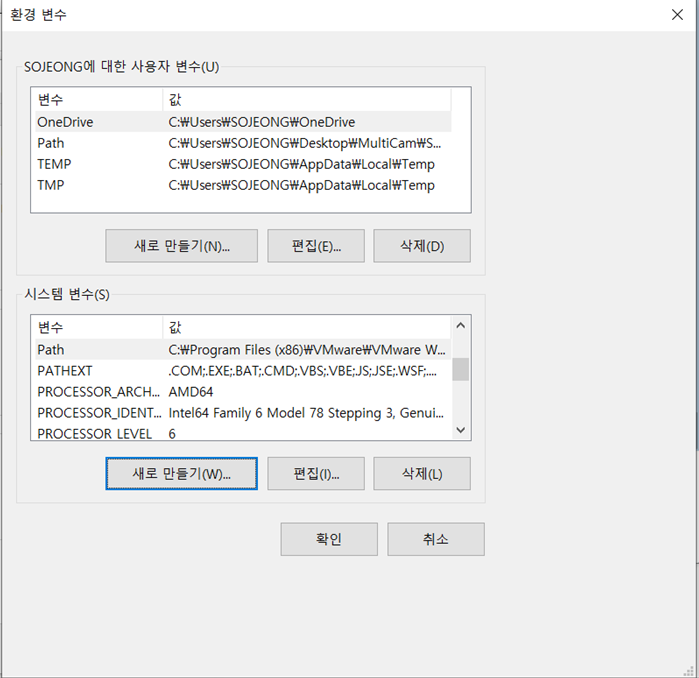 환경 변수
SOJEONG에 대한 사용자 변수(U)
변수 값
OneDrive C:₩Users₩SOJEONG₩OneDrive
Path C:₩Users₩SOJEONG₩Desktop₩MultiCam₩S...
TEMP C:₩Users₩SOJEONG₩AppData₩Local₩Temp
TMP C:₩Users₩SOJEONG₩AppData₩Local₩Temp
새로 만들기(N)... 편집(E)... 삭제(D)
시스템 변수(S)
변수 값
Path C:₩Program Files (x86)₩VMware₩VMware W...
PATHEXT .COM;.EXE;.BAT;.CMD;.VBS;.VBE;.JS;.JSE;.WSF;....
PROCESSOR_ARCH... AMD64
PROCESSOR_IDENT... Intel64 Family 6 Model 78 Stepping 3, Genui...
PROCESSOR_LEVEL 6
새로 만들기(W)... 편집(I)... 삭제(L)
확인 취소